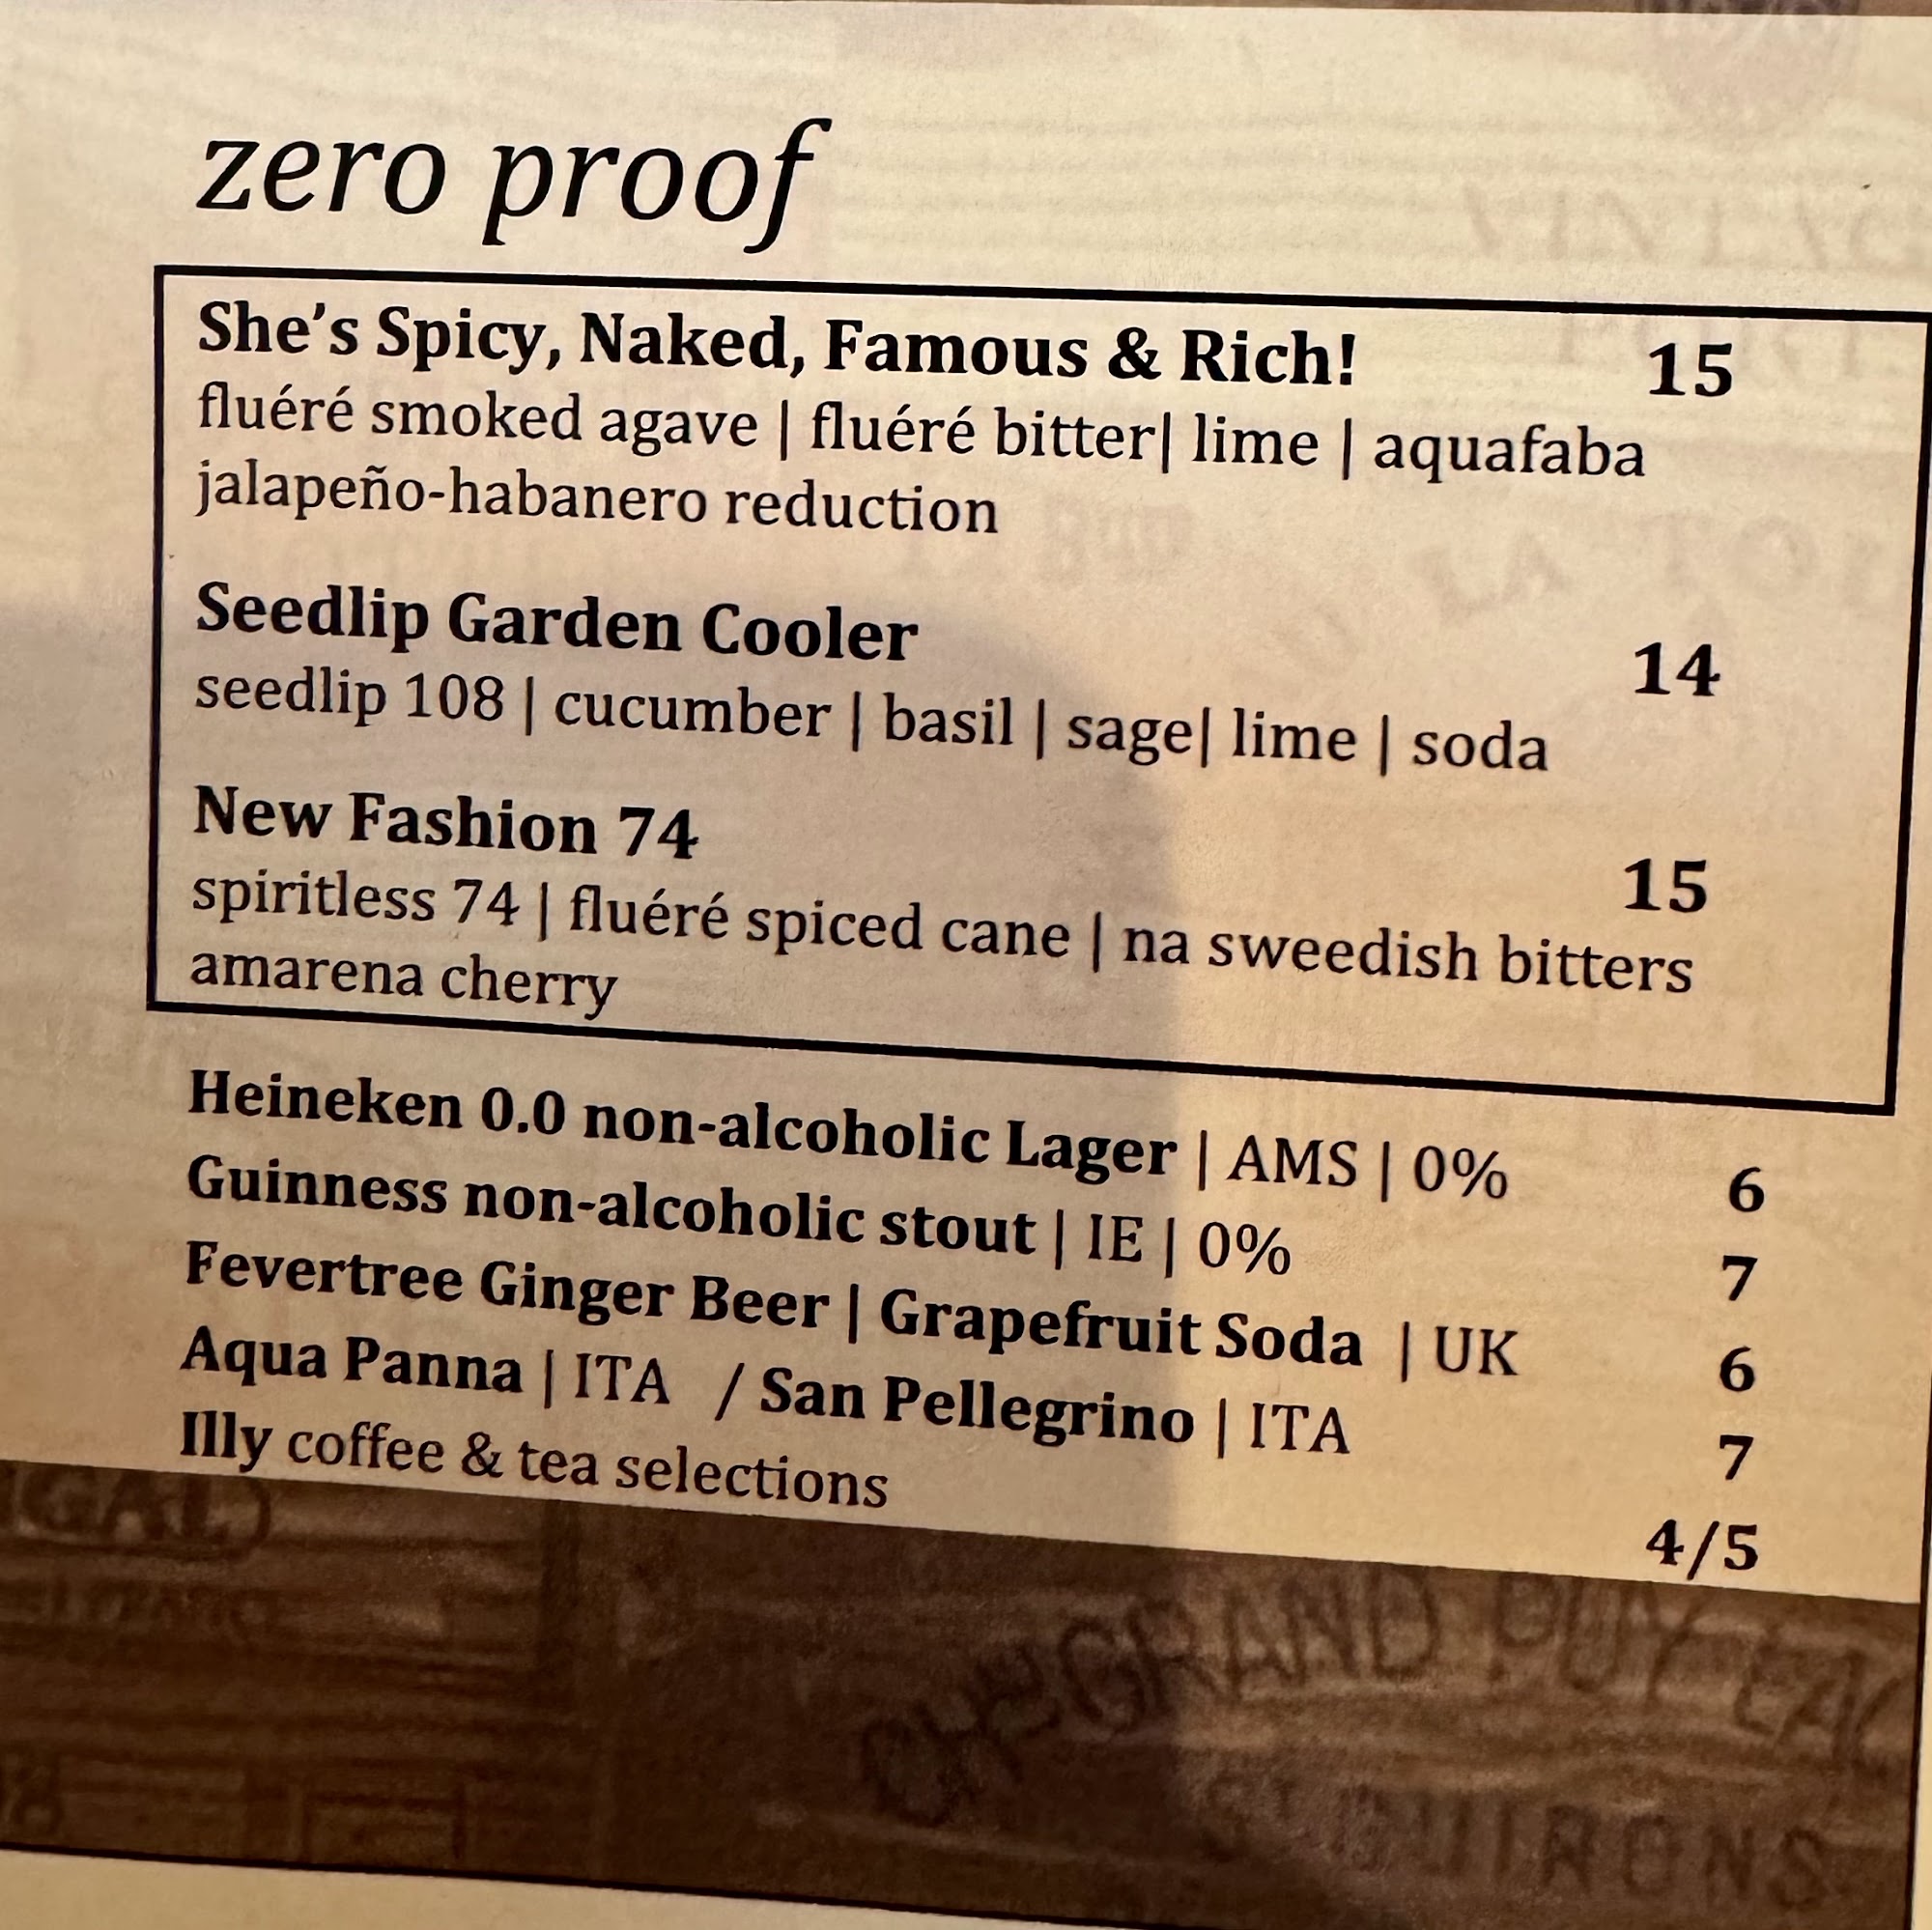 zero proof
She's Spicy, Naked, Famous & Rich! 15
fluéré smoked agave | fluéré bitter| lime | aquafaba
jalapeño-habanero reduction
Seedlip Garden Cooler 14
seedlip 108 | cucumber | basil | sage| lime | soda
New Fashion 74 15
spiritless 74 | fluéré spiced cane | na sweedish bitters
amarena cherry
Heineken 0.0 non-alcoholic Lager | AMS | 0% 6
Guinness non-alcoholic stout | IE | 0% 7
Fevertree Ginger Beer | Grapefruit Soda | UK 6
Aqua Panna | ITA / San Pellegrino | ITA 7
Illy coffee & tea selections 4/5
GRAND PUY